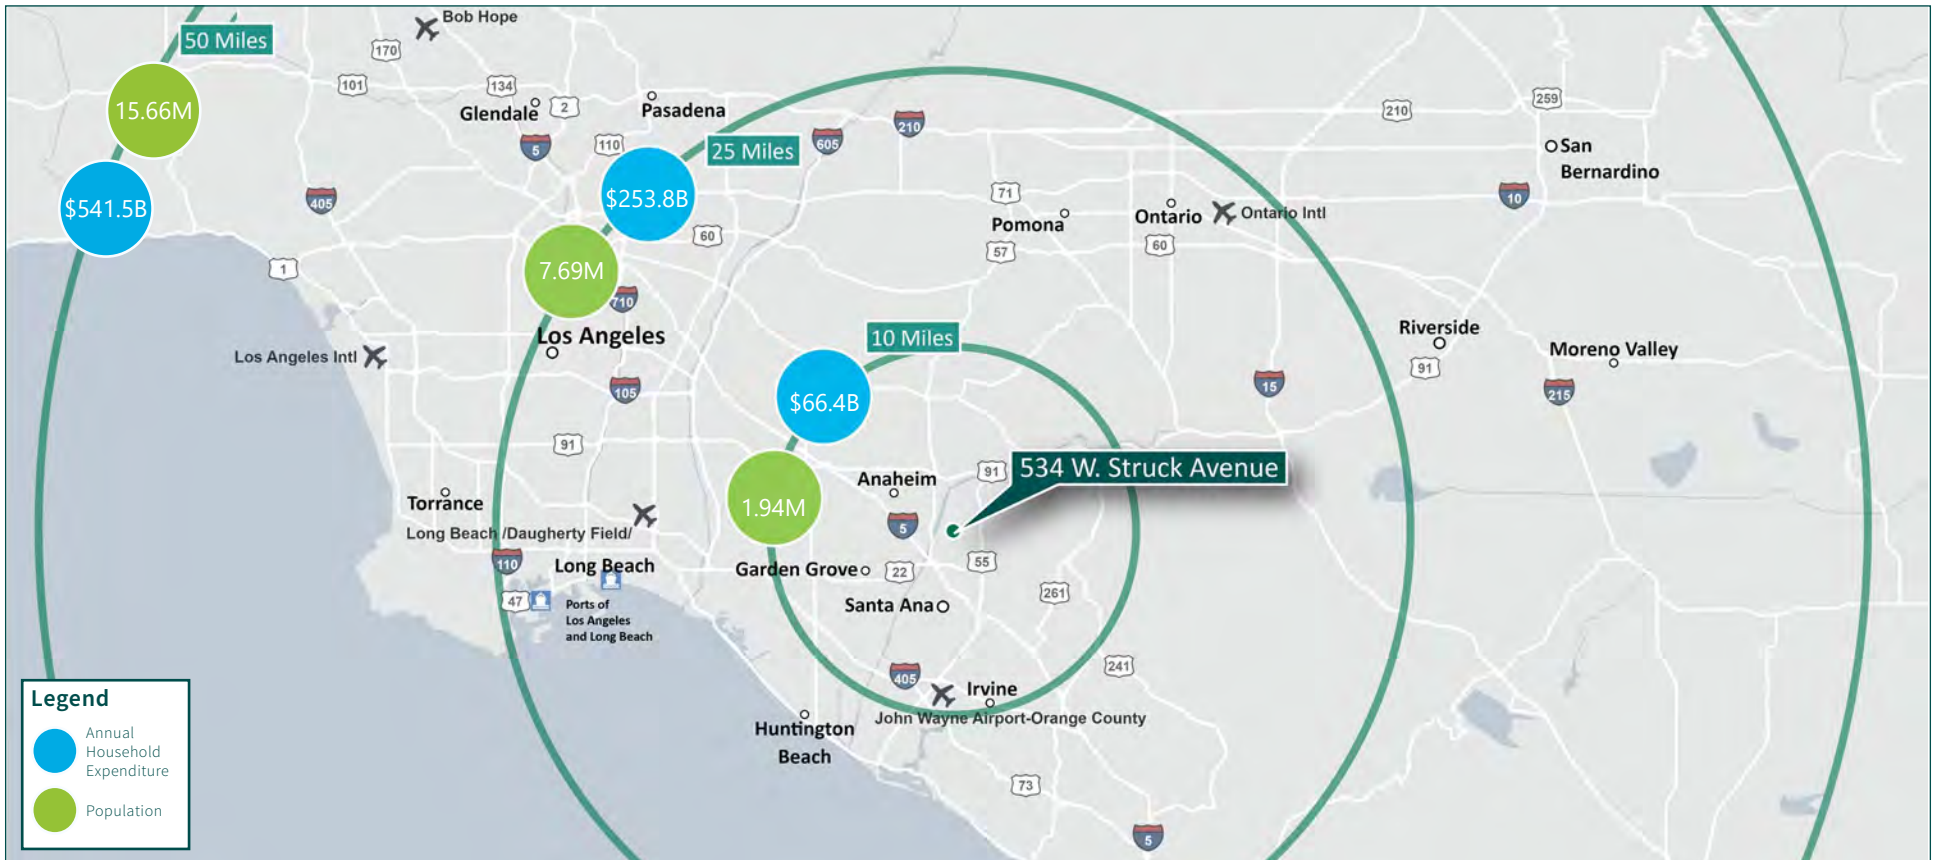 Bob Hope
50 Miles
170
101
134
15.66M
Glendale
2
Pasadena
210
259
210
110
5
605
25 Miles
San
Bernardino
405
$541.5B
$253.8B
71
10
Pomona
Ontario
Ontario Intl
60
57
60
1
7.69M
710
Los Angeles
10 Miles
Riverside
Los Angeles Intl
Moreno Valley
91
105
15
215
$66.4B
91
Anaheim
91
534 W. Struck Avenue
Torrance
1.94M
5
Long Beach /Daugherty Field/
110
Long Beach
Garden Grove
22
55
47
Ports of
Los Angeles
and Long Beach
Santa Ana
261
241
405
Irvine
John Wayne Airport-Orange County
Huntington
Beach
73
5
Legend
Annual
Household
Expenditure
Population